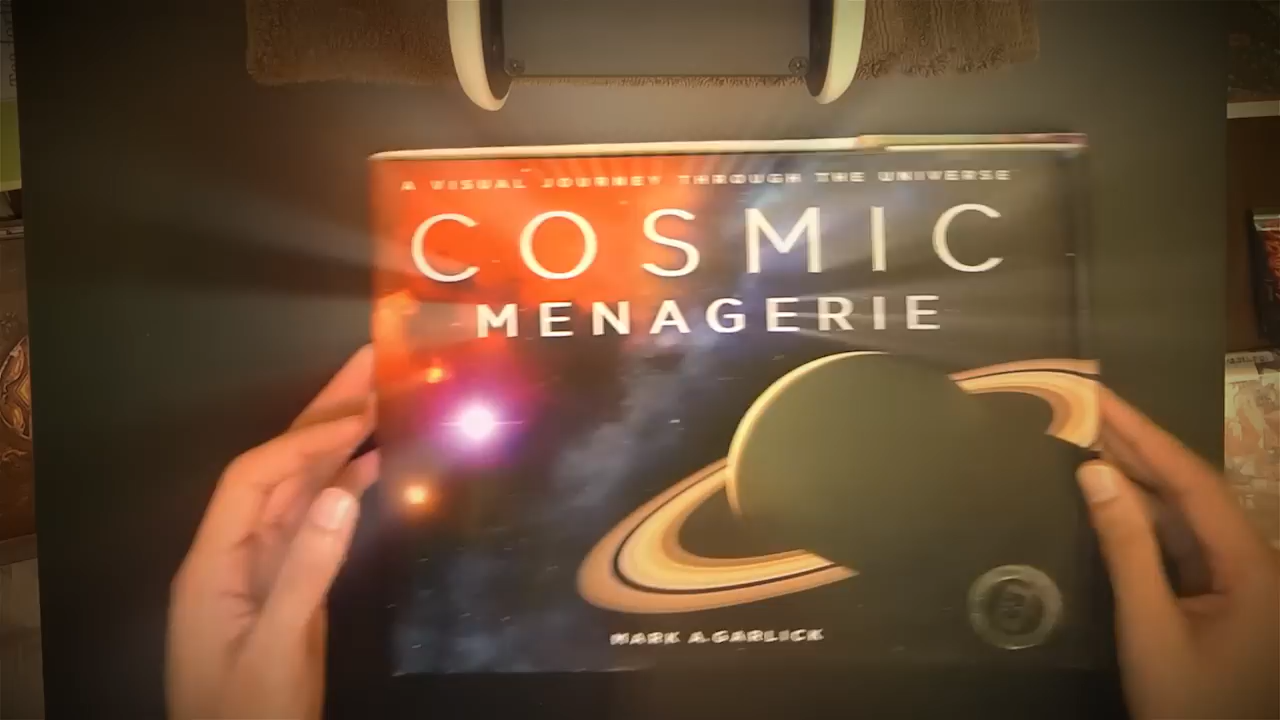 A VISUAL JOURNEY THROUGH THE UNIVERSE
COSMIC
MENAGERIE
MARK A. GARLICK